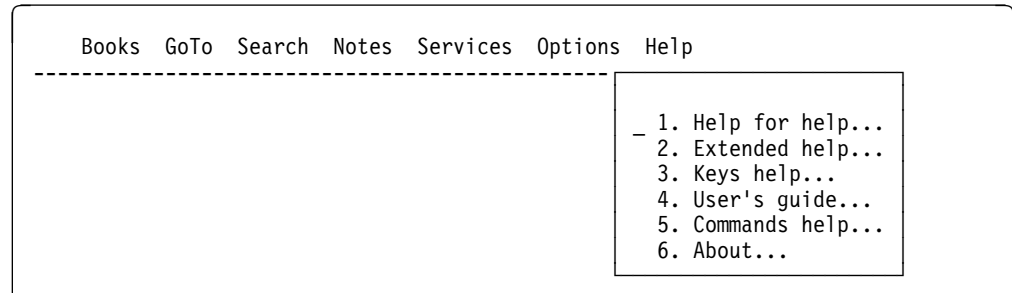 Books GoTo Search Notes Services Options Help
------------------------------------------------
_ 1. Help for help...
2. Extended help...
3. Keys help...
4. User's guide...
5. Commands help...
6. About...